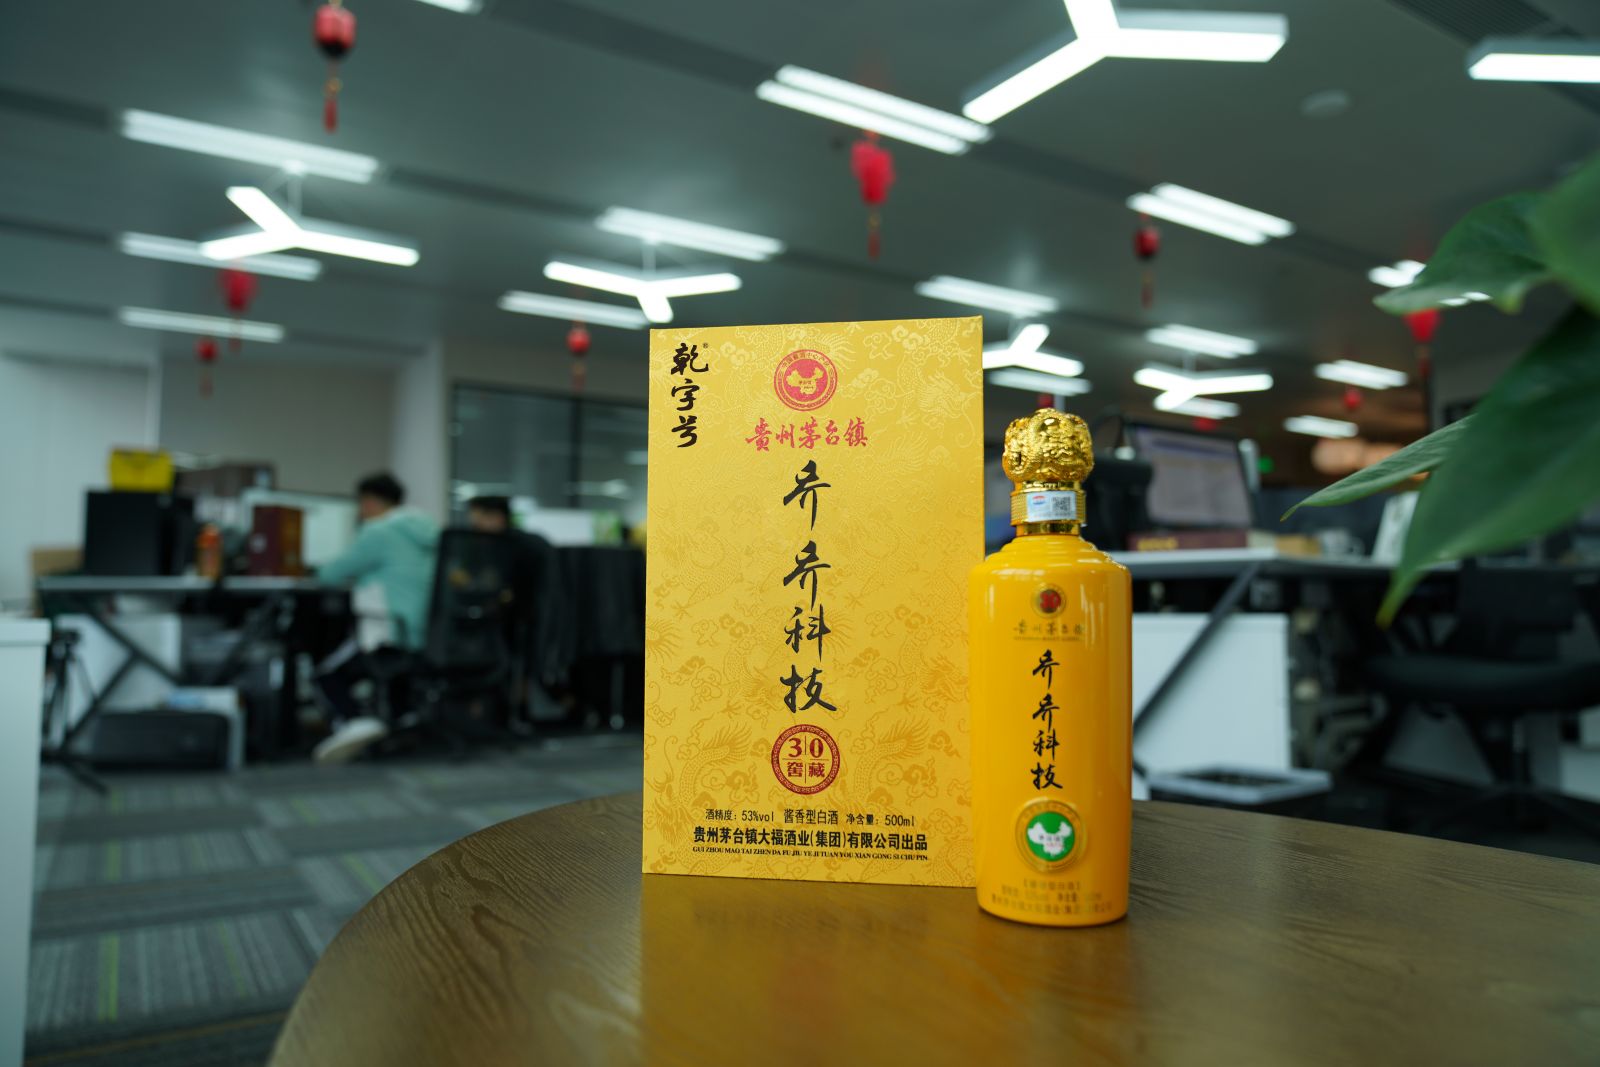 乾字号®
贵州茅台镇
乔乔科技
30
窖藏
酒精度：53%vol 酱香型白酒 净含量：500ml
贵州茅台镇大福酒业(集团)有限公司出品
GUI ZHOU MAO TAI ZHEN DA FU JIU YE JI TUAN YOU XIAN GONG SI CHU PIN
贵州茅台镇
乔乔科技